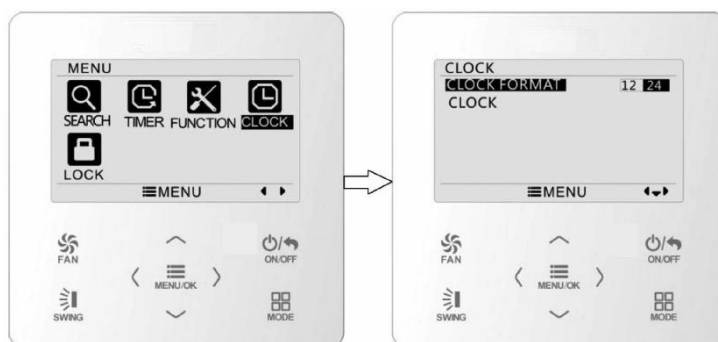 MENU
SEARCH TIMER FUNCTION CLOCK
LOCK
MENU
FAN
ON/OFF
MENU/OK
SWING
MODE
CLOCK
CLOCK FORMAT 12 24
CLOCK
MENU
FAN
ON/OFF
MENU/OK
SWING
MODE